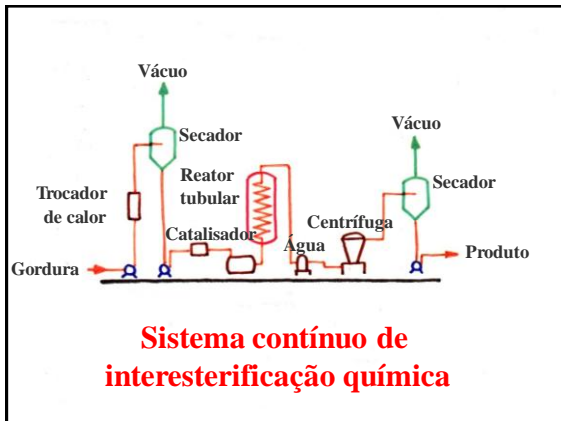 Vácuo
Secador
Vácuo
Reator
tubular
Secador
Trocador
de calor
Centrífuga
Catalisador
Água
Gordura
Produto
Sistema contínuo de
interesterificação química